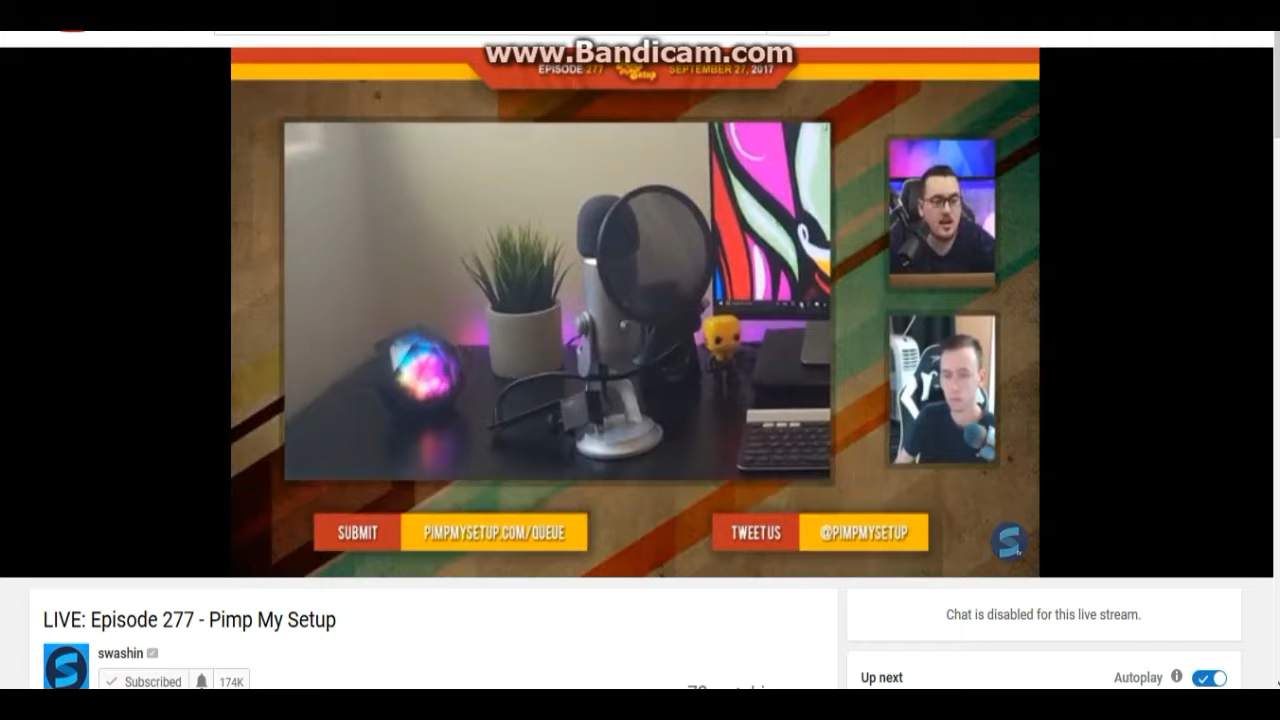 www.Bandicam.com
EPISODE 277 Setup SEPTEMBER 27, 2017
SUBMIT PIMPMYSETUP.COM/QUEUE
TWEET US @PIMPMYSETUP
LIVE: Episode 277 - Pimp My Setup
Chat is disabled for this live stream.
swashin
Subscribed 174K
Up next Autoplay